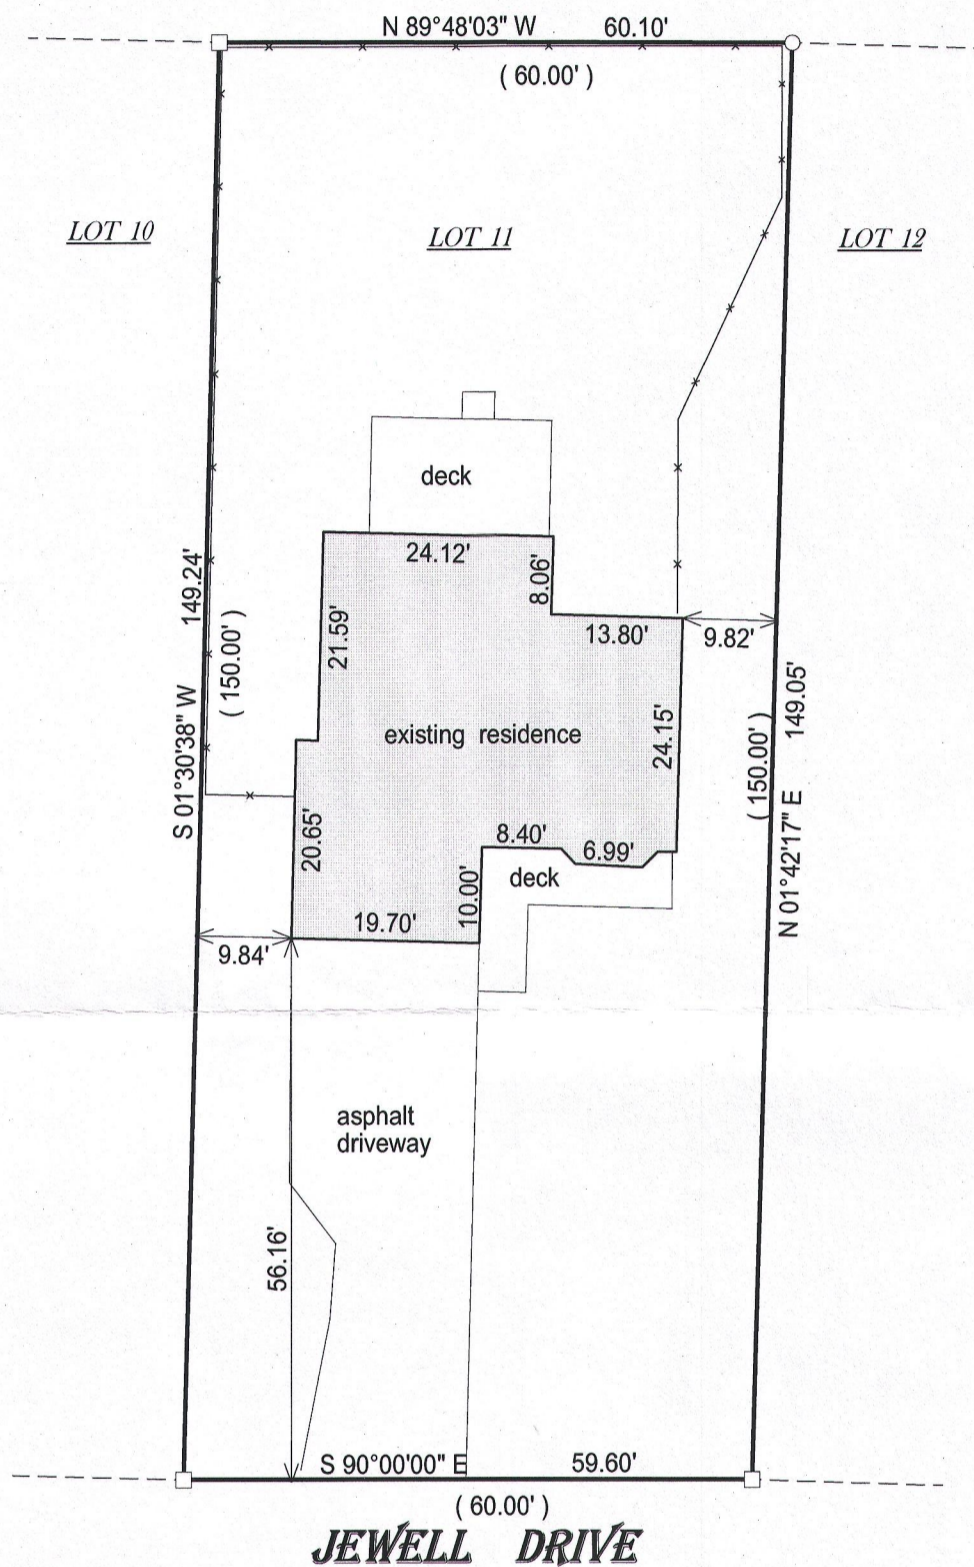 N 89°48'03" W 60.10'
( 60.00' )
LOT 10
LOT 11
LOT 12
deck
24.12'
8.06'
13.80'
9.82'
21.59'
S 01°30'38" W 149.24'
( 150.00' )
existing residence
24.15'
( 150.00' )
N 01°42'17" E 149.05'
20.65'
8.40'
6.99'
deck
10.00'
19.70'
9.84'
asphalt
driveway
56.16'
S 90°00'00" E 59.60'
( 60.00' )
JEWELL DRIVE